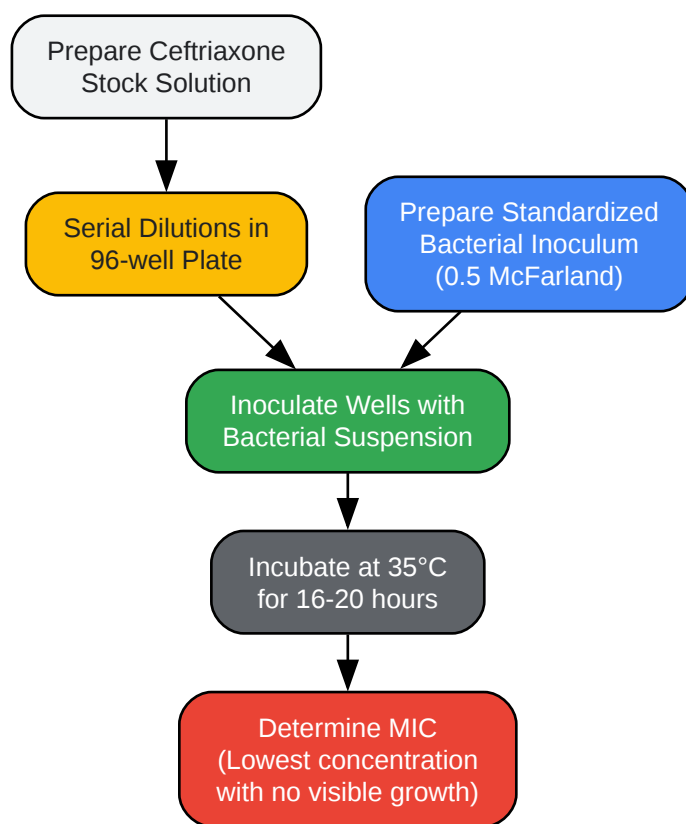 Prepare Ceftriaxone
Stock Solution
Serial Dilutions in
96-well Plate
Prepare Standardized
Bacterial Inoculum
(0.5 McFarland)
Inoculate Wells with
Bacterial Suspension
Incubate at 35°C
for 16-20 hours
Determine MIC
(Lowest concentration
with no visible growth)